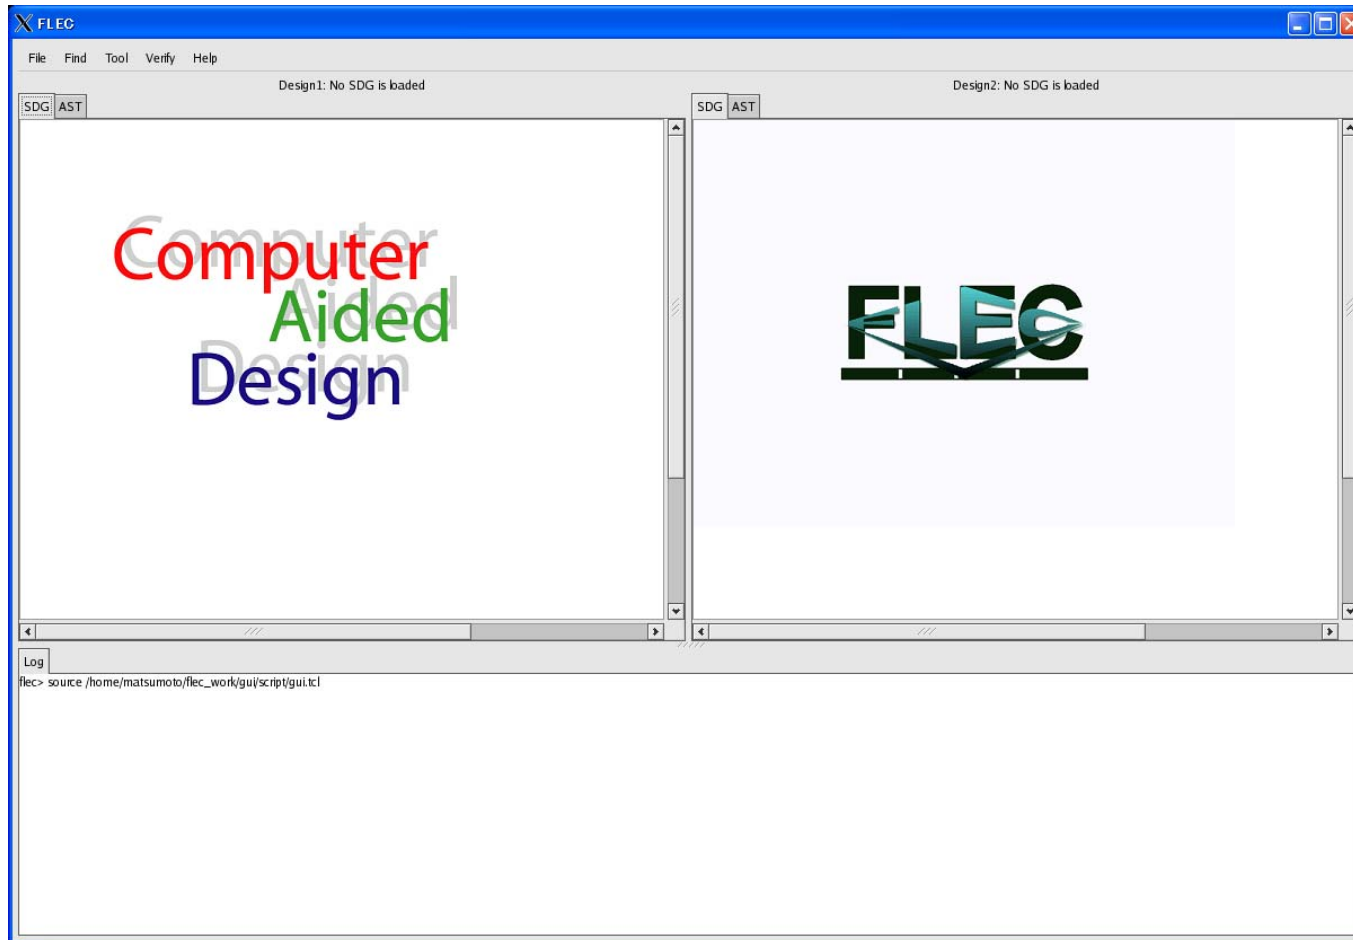 FLEC
File Find Tool Verify Help
Design1: No SDG is loaded
SDG AST
Computer
Aided
Design
Design2: No SDG is loaded
SDG AST
FLEC
Log
flec> source /home/matsumoto/flec_work/gui/script/gui.tcl